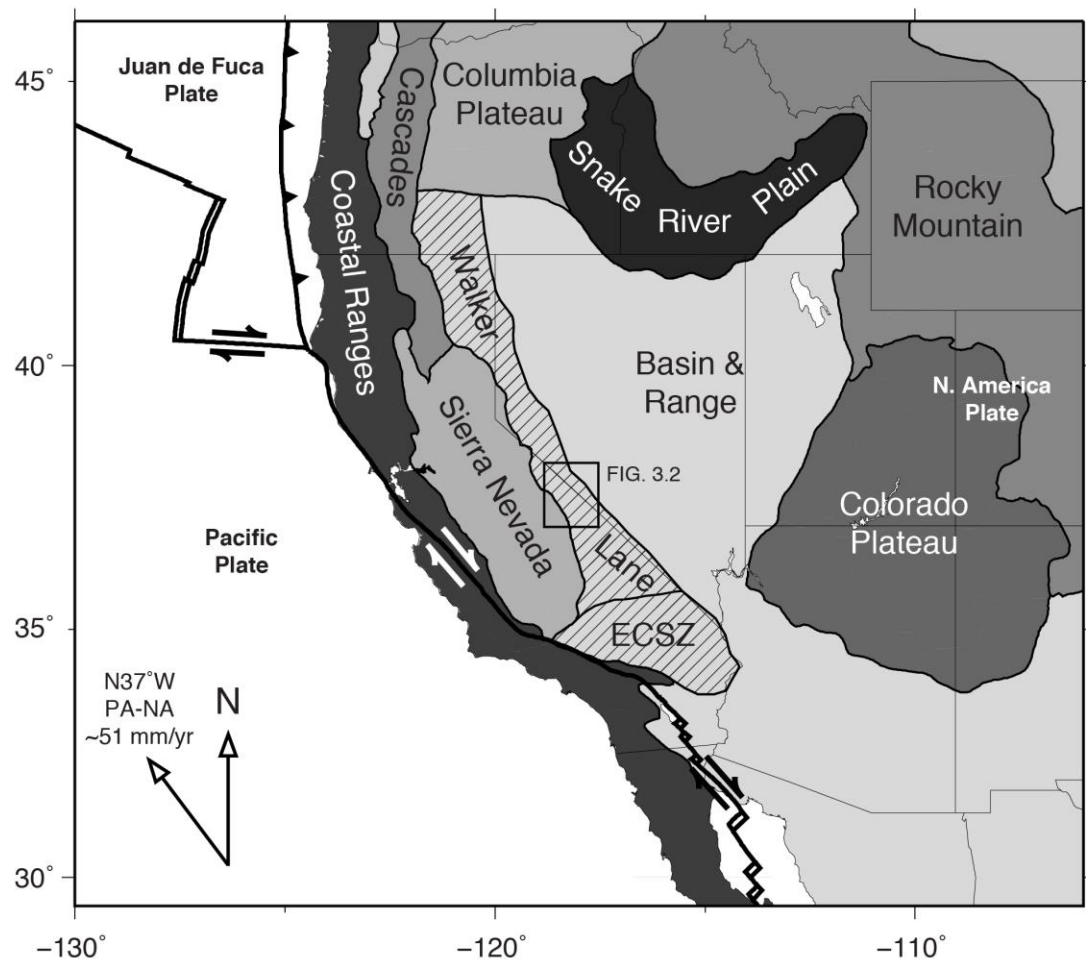 Juan de Fuca
Plate
Cascades
Columbia
Plateau
Snake
River
Plain
Rocky
Mountain
Coastal Ranges
Walker
Basin &
Range
N. America
Plate
Sierra Nevada
FIG. 3.2
Colorado
Plateau
Pacific
Plate
Lane
ECSZ
N37˚W
PA-NA
~51 mm/yr
N
45˚
40˚
35˚
30˚
−130˚
−120˚
−110˚